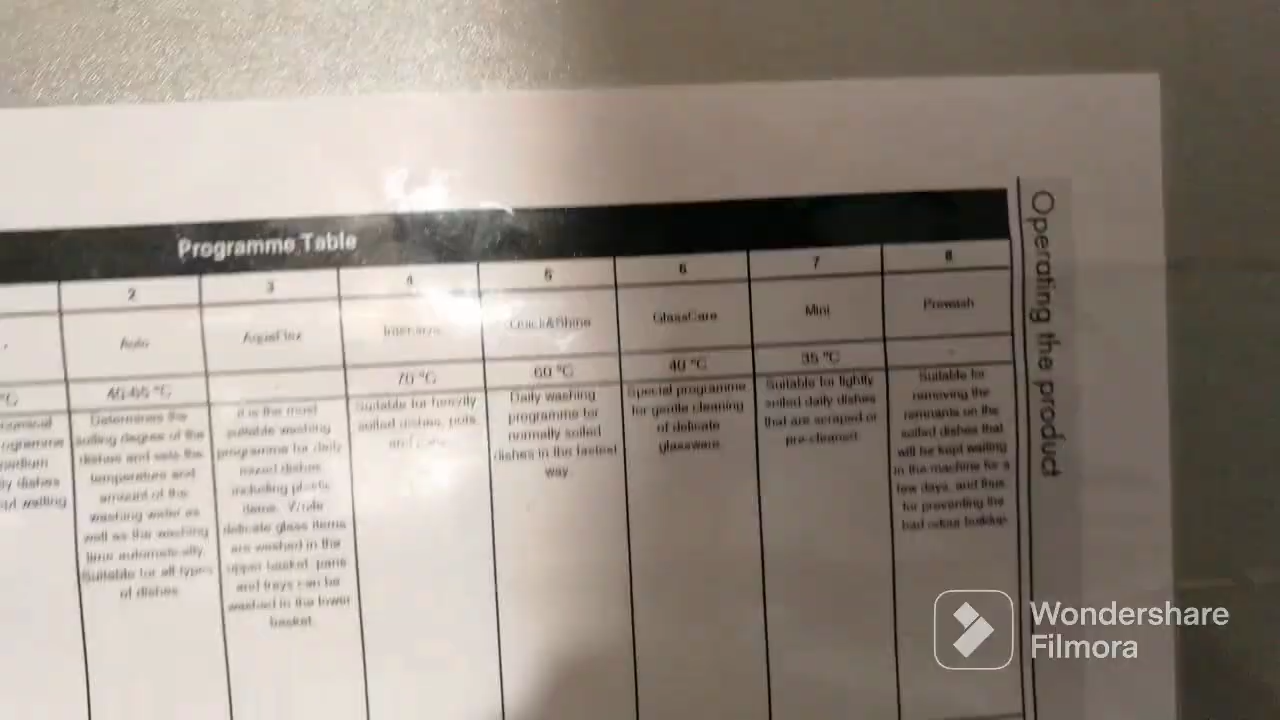 Programme Table
2
3
4
5
6
7
8
Auto
AquaFlex
Intensive
Quick&Shine
GlassCare
Mini
Prewash
°C
40-65 °C
70 °C
60 °C
40 °C
35 °C
-
Determines the
soiling degree of the
dishes and sets the
temperature and
amount of the
washing water as
well as the washing
time automatically.
Suitable for all types
of dishes
It is the most
suitable washing
programme for daily
mixed dishes
including plastic
items. While
delicate glass items
are washed in the
upper basket, pans
and trays can be
washed in the lower
basket.
Suitable for heavily
soiled dishes, pots
and pans.
Daily washing
programme for
normally soiled
dishes in the fastest
way.
Special programme
for gentle cleaning
of delicate
glassware.
Suitable for lightly
soiled daily dishes
that are scraped or
pre-cleaned.
Suitable for
removing the
remnants on the
soiled dishes that
will be kept waiting
in the machine for a
few days, and thus
for preventing the
bad odour buildup.
Operating the product
Wondershare
Filmora